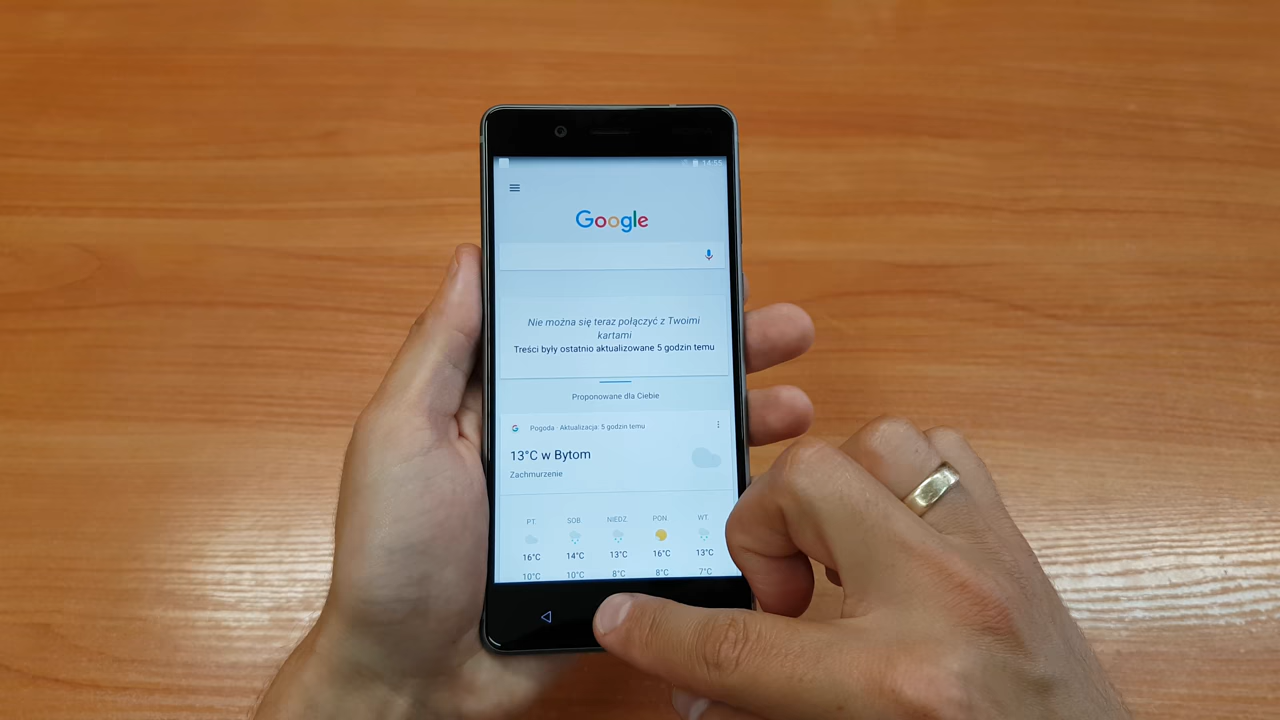 14:55
Google
Nie można się teraz połączyć z Twoimi
kartami
Treści były ostatnio aktualizowane 5 godzin temu
Proponowane dla Ciebie
G Pogoda · Aktualizacja: 5 godzin temu
13°C w Bytom
Zachmurzenie
PT. SOB. NIEDZ. PON. WT.
16°C 14°C 13°C 16°C 13°C
10°C 10°C 8°C 8°C 7°C